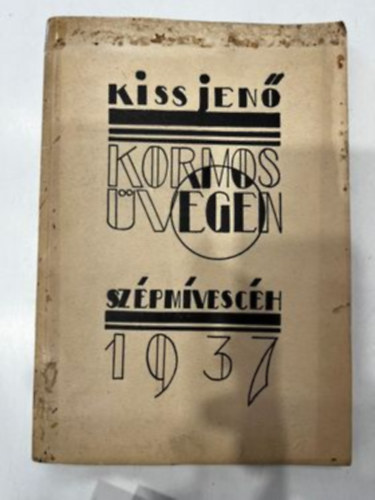 Kiss Jenő
KORMOS
ÜVEGEN
SZÉPMÍVESCÉH
1937